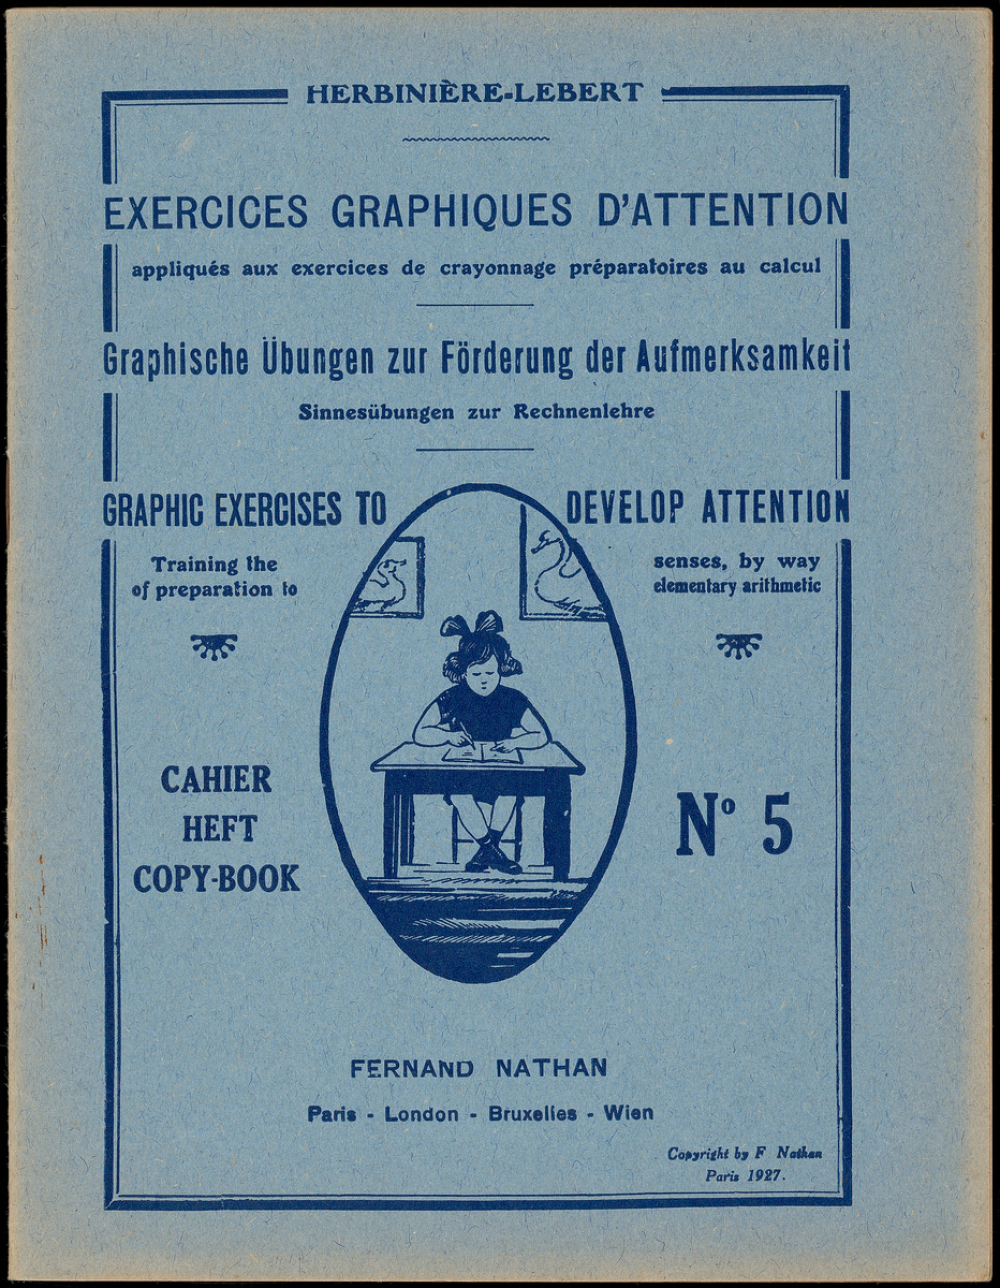 HERBINIÈRE-LEBERT
EXERCICES GRAPHIQUES D'ATTENTION
appliqués aux exercices de crayonnage préparatoires au calcul
Graphische Übungen zur Förderung der Aufmerksamkeit
Sinnesübungen zur Rechnenlehre
GRAPHIC EXERCISES TO DEVELOP ATTENTION
Training the senses, by way
of preparation to elementary arithmetic
CAHIER
HEFT
COPY-BOOK
Nº 5
FERNAND NATHAN
Paris - London - Bruxelles - Wien
Copyright by F Nathan
Paris 1927.